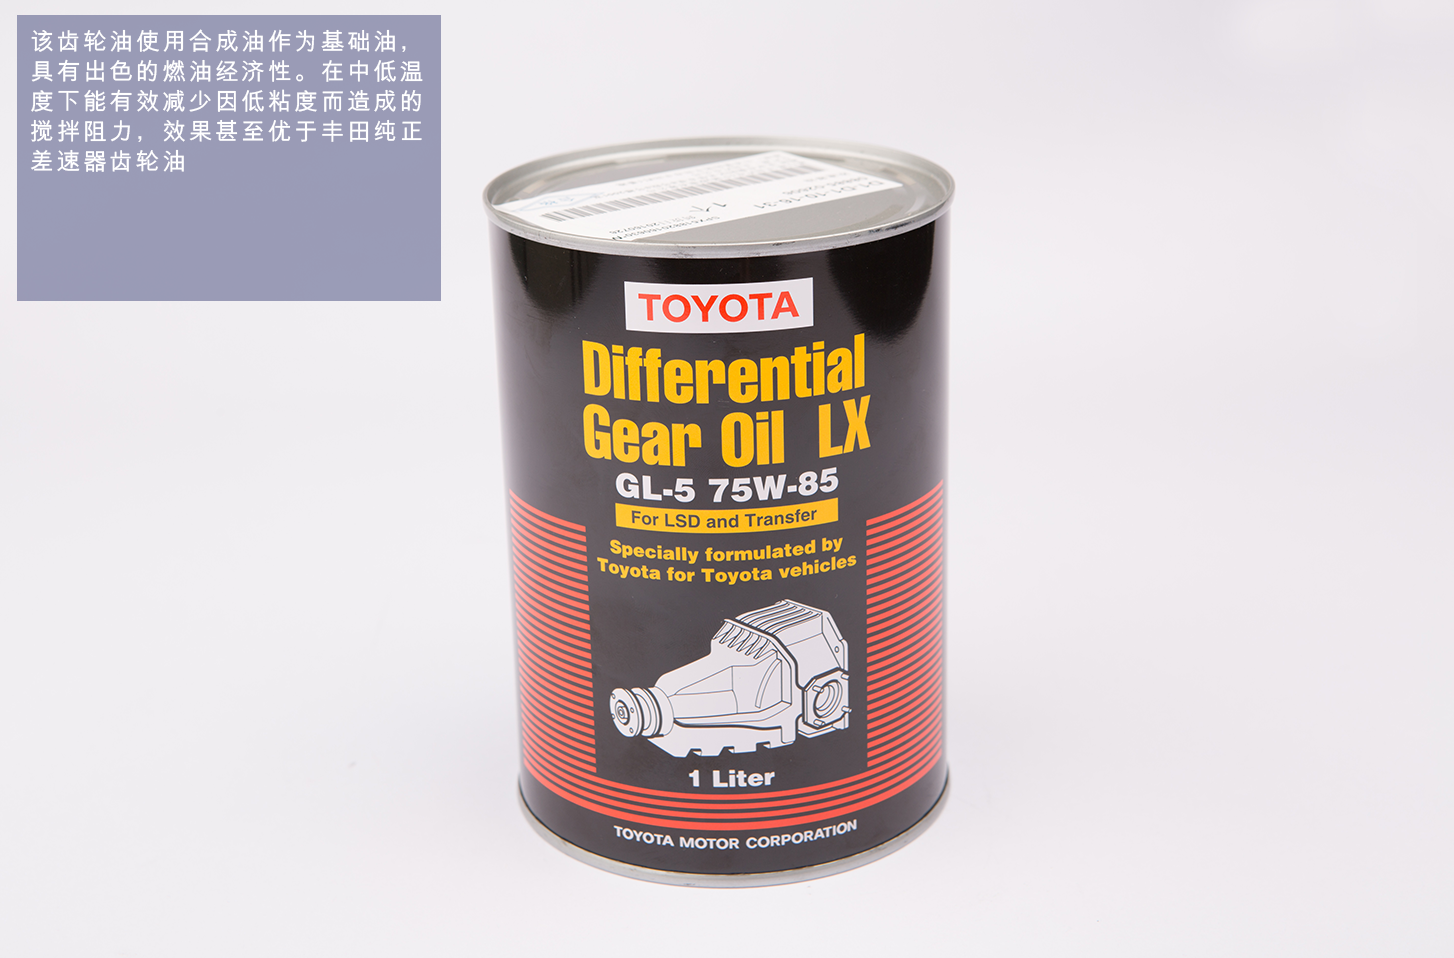 该齿轮油使用合成油作为基础油，
具有出色的燃油经济性。在中低温
度下能有效减少因低粘度而造成的
搅拌阻力，效果甚至优于丰田纯正
差速器齿轮油
TOYOTA
Differential
Gear Oil LX
GL-5 75W-85
For LSD and Transfer
Specially formulated by
Toyota for Toyota vehicles
1 Liter
TOYOTA MOTOR CORPORATION